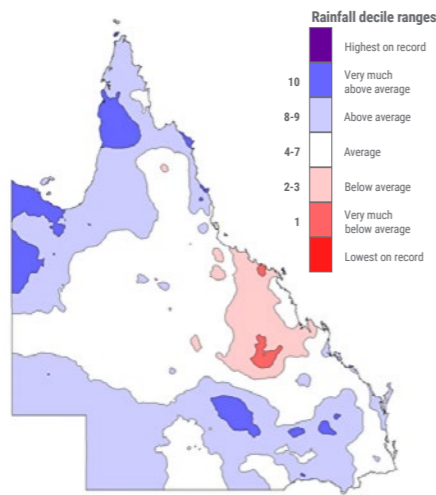 Rainfall decile ranges
Highest on record
10
Very much
above average
8-9
Above average
4-7
Average
2-3
Below average
1
Very much
below average
Lowest on record